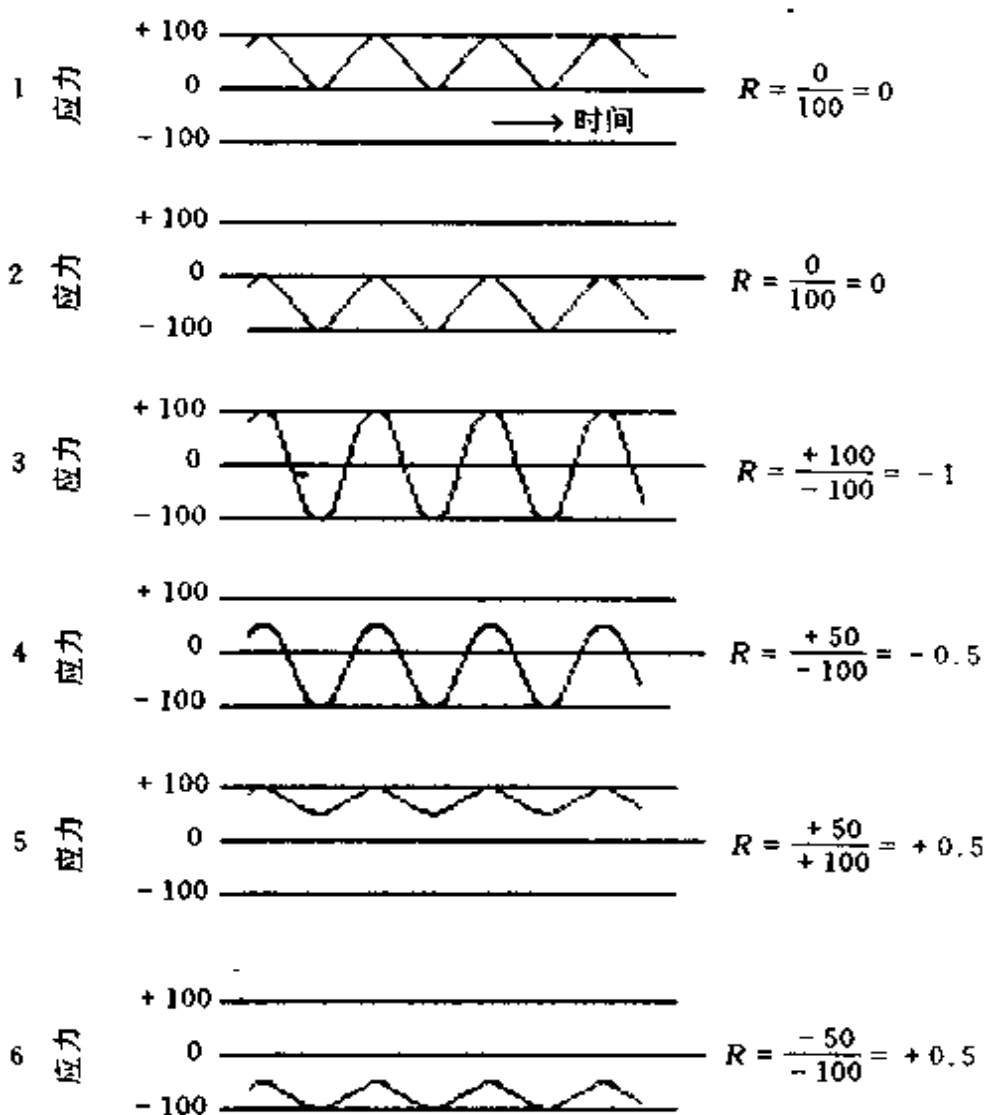 + 100
1 应力 0 R = 0/100 = 0
→ 时间
- 100
+ 100
2 应力 0 R = 0/100 = 0
- 100
+ 100
3 应力 0 R = + 100/- 100 = - 1
- 100
+ 100
4 应力 0 R = + 50/- 100 = - 0.5
- 100
+ 100
5 应力 0 R = + 50/+ 100 = + 0.5
- 100
+ 100
6 应力 0 R = - 50/- 100 = + 0.5
- 100